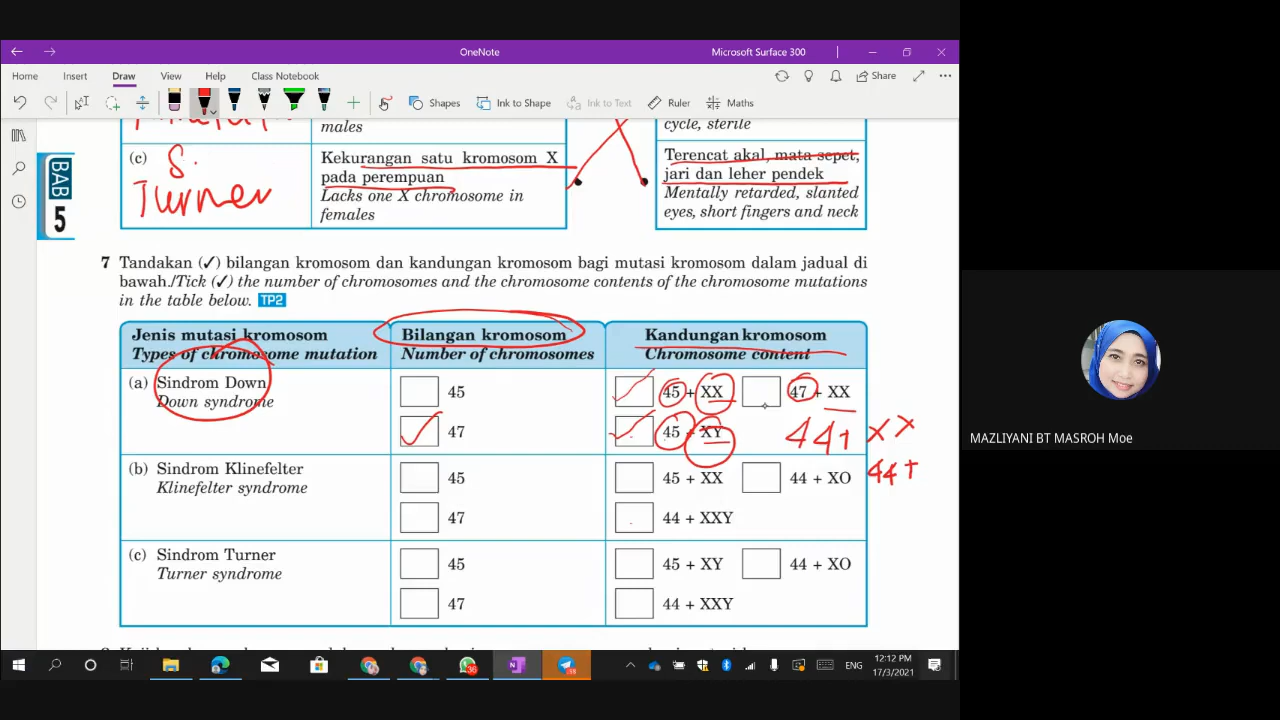 OneNote
Microsoft Surface 300
Home Insert Draw View Help Class Notebook
Share
Shapes Ink to Shape Ink to Text Ruler Maths
males
cycle, sterile
(c) S. Turner
Kekurangan satu kromosom X
pada perempuan
Lacks one X chromosome in
females
Terencat akal, mata sepet,
jari dan leher pendek
Mentally retarded, slanted
eyes, short fingers and neck
BAB
5
7 Tandakan (✓) bilangan kromosom dan kandungan kromosom bagi mutasi kromosom dalam jadual di
bawah./Tick (✓) the number of chromosomes and the chromosome contents of the chromosome mutations
in the table below. TP2
Jenis mutasi kromosom
Types of chromosome mutation
Bilangan kromosom
Number of chromosomes
Kandungan kromosom
Chromosome content
(a) Sindrom Down
Down syndrome
45
✓ 47
✓ 45 + XX 47 + XX
✓ 45 + XY
44+ XX
44+
(b) Sindrom Klinefelter
Klinefelter syndrome
45
47
45 + XX 44 + XO
44 + XXY
(c) Sindrom Turner
Turner syndrome
45
47
45 + XY 44 + XO
44 + XXY
MAZLIYANI BT MASROH Moe
36
ENG
12:12 PM
17/3/2021